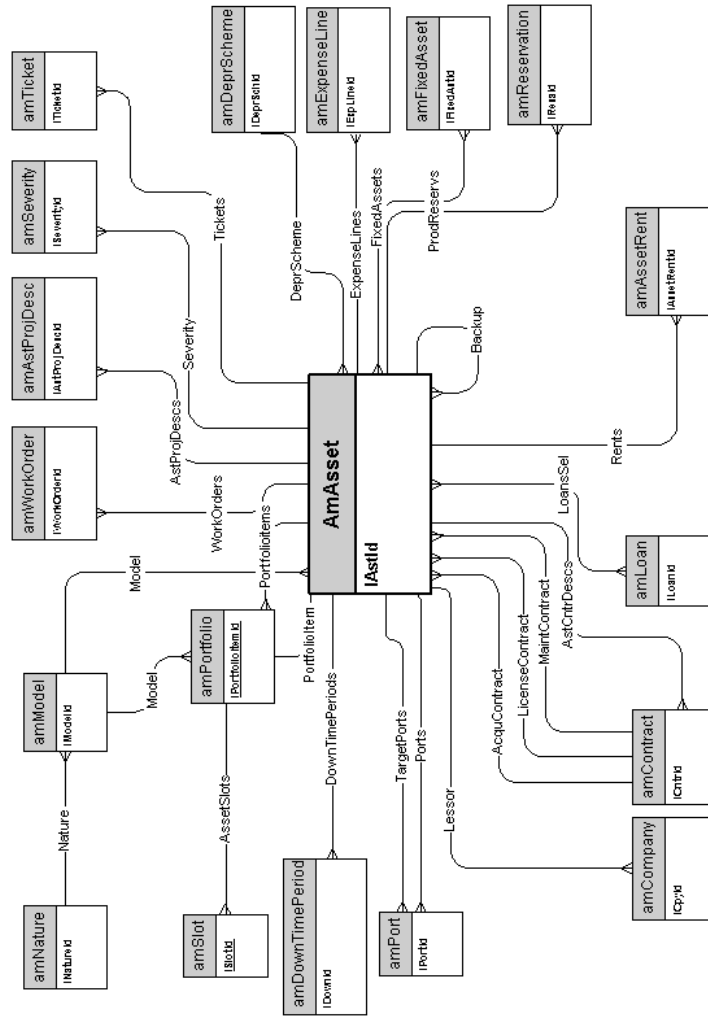 amNature
lNatureId
Nature
amModel
lModelId
Model
Model
amSlot
lSlotId
AssetSlots
amPortfolio
lPortfolioItemId
Portfolioitems
PortfolioItem
amDownTimePeriod
lDownId
DownTimePeriods
amPort
lPortId
TargetPorts
Ports
amWorkOrder
lWorkOrderId
WorkOrders
amAstProjDesc
lAstProjDescId
AstProjDescs
amSeverity
lSeverityId
Severity
amTicket
lTicketId
Tickets
AmAsset
lAstId
Lessor
AcquContract
LicenseContract
MaintContract
AstCntrDescs
LoansSel
amCompany
lCpyId
amContract
lCntrId
amLoan
lLoanId
DeprScheme
amDeprScheme
lDeprSchId
ExpenseLines
amExpenseLine
lExpLineId
FixedAssets
amFixedAsset
lFixedAstId
ProdReservs
amReservation
lResId
Backup
Rents
amAssetRent
lAssetRentId